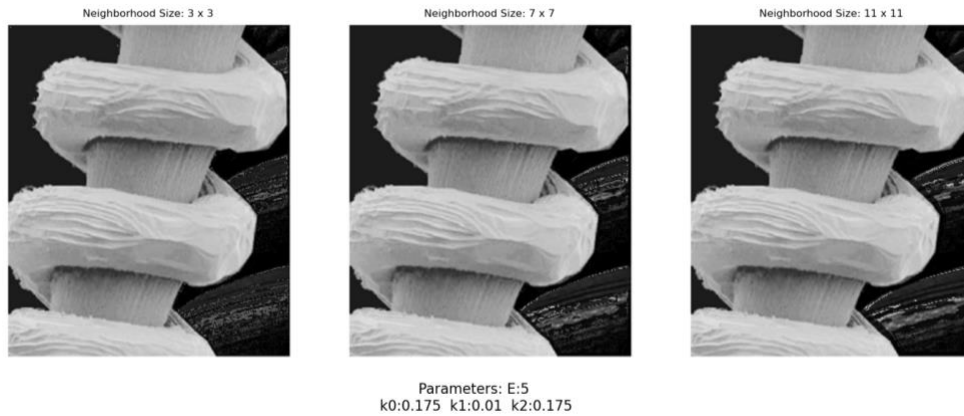 Neighborhood Size: 3 x 3
Neighborhood Size: 7 x 7
Neighborhood Size: 11 x 11
Parameters: E:5
k0:0.175 k1:0.01 k2:0.175